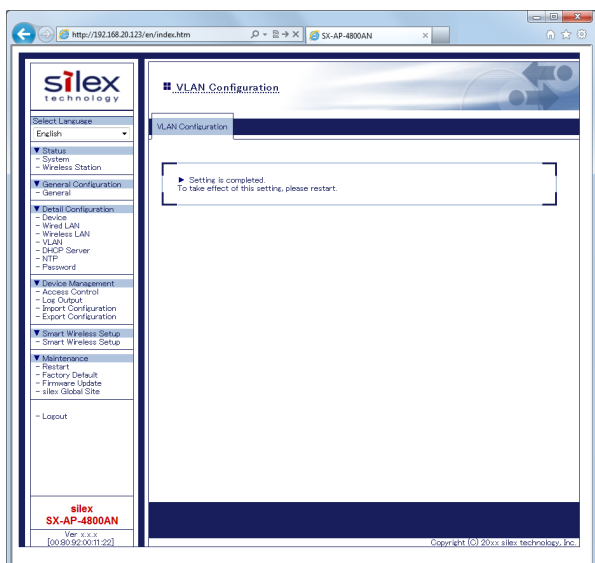 http://192.168.20.123/en/index.htm
SX-AP-4800AN
silex
technology
Select Language
English
▼ Status
- System
- Wireless Station
▼ General Configuration
- General
▼ Detail Configuration
- Device
- Wired LAN
- Wireless LAN
- VLAN
- DHCP Server
- NTP
- Password
▼ Device Management
- Access Control
- Log Output
- Import Configuration
- Export Configuration
▼ Smart Wireless Setup
- Smart Wireless Setup
▼ Maintenance
- Restart
- Factory Default
- Firmware Update
- silex Global Site
- Logout
silex
SX-AP-4800AN
Ver x.x.x
[00:80:92:00:11:22]
VLAN Configuration
VLAN Configuration
► Setting is completed.
To take effect of this setting, please restart.
Copyright (C) 20xx silex technology, Inc.